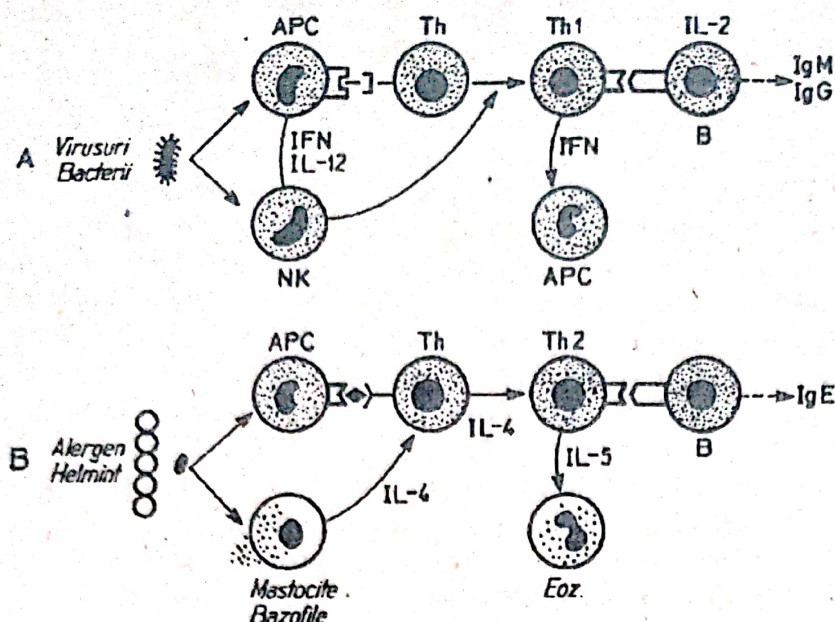 APC Th Th1 IL-2
A Virusuri
Bacterii
IFN
IL-12
IFN
IgM
IgG
B
NK
APC
APC Th Th2
B Alergen
Helmint
IL-4
IL-4
IL-5
IgE
B
Mastocite
Bazofile
Eoz.